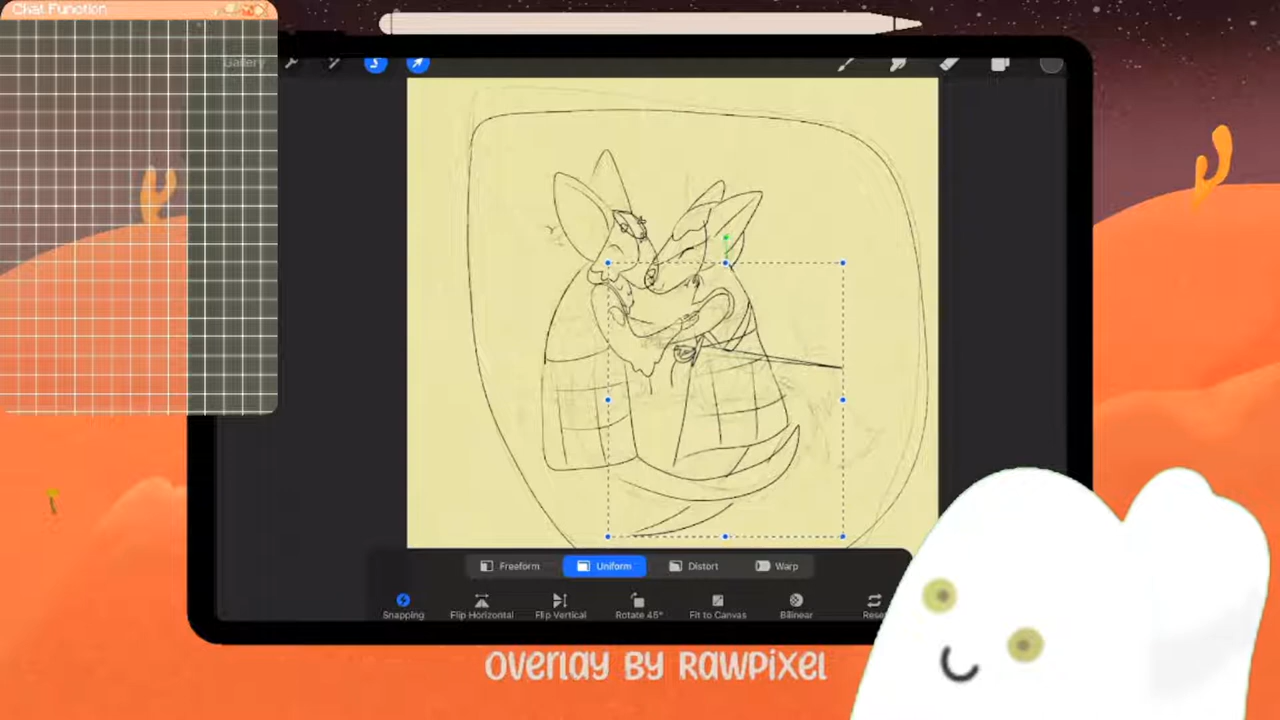 Chat Function
Gallery
Freeform
Uniform
Distort
Warp
Snapping
Flip Horizontal
Flip Vertical
Rotate 45°
Fit to Canvas
Bilinear
OVERLAY BY RAWPIXEL